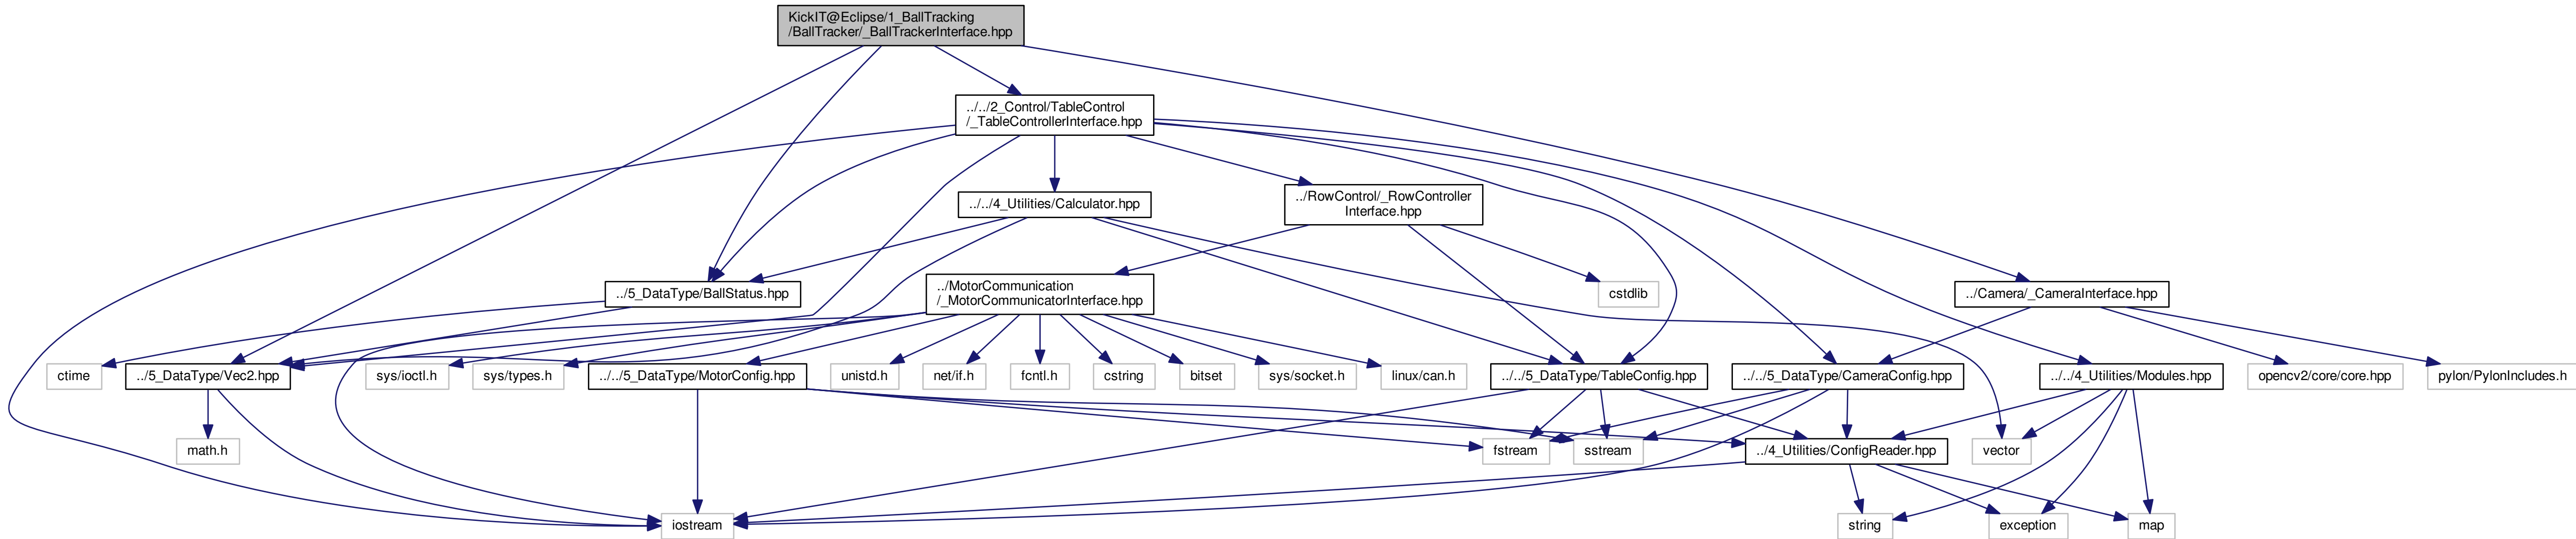 KickIT@Eclipse/1_BallTracking
/BallTracker/_BallTrackerInterface.hpp
../../2_Control/TableControl
/_TableControllerInterface.hpp
../../4_Utilities/Calculator.hpp
../RowControl/_RowController
Interface.hpp
../5_DataType/BallStatus.hpp
../MotorCommunication
/_MotorCommunicatorInterface.hpp
cstdlib
../Camera/_CameraInterface.hpp
ctime
../5_DataType/Vec2.hpp
sys/ioctl.h
sys/types.h
../../5_DataType/MotorConfig.hpp
unistd.h
net/if.h
fcntl.h
cstring
bitset
sys/socket.h
linux/can.h
../../5_DataType/TableConfig.hpp
../../5_DataType/CameraConfig.hpp
../../4_Utilities/Modules.hpp
opencv2/core/core.hpp
pylon/PylonIncludes.h
math.h
fstream
sstream
../4_Utilities/ConfigReader.hpp
vector
iostream
string
exception
map